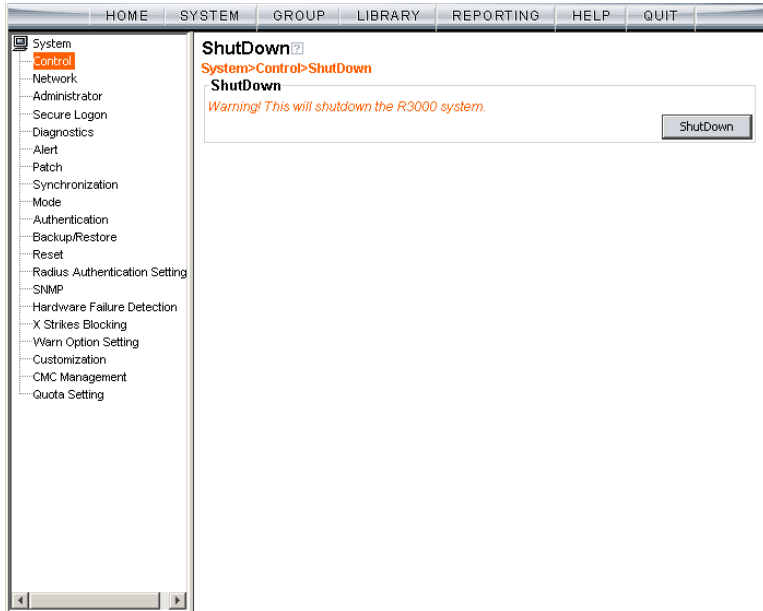 HOME SYSTEM GROUP LIBRARY REPORTING HELP QUIT
System
Control
Network
Administrator
Secure Logon
Diagnostics
Alert
Patch
Synchronization
Mode
Authentication
Backup/Restore
Reset
Radius Authentication Setting
SNMP
Hardware Failure Detection
X Strikes Blocking
Warn Option Setting
Customization
CMC Management
Quota Setting
ShutDown ?
System>Control>ShutDown
ShutDown
Warning! This will shutdown the R3000 system.
ShutDown